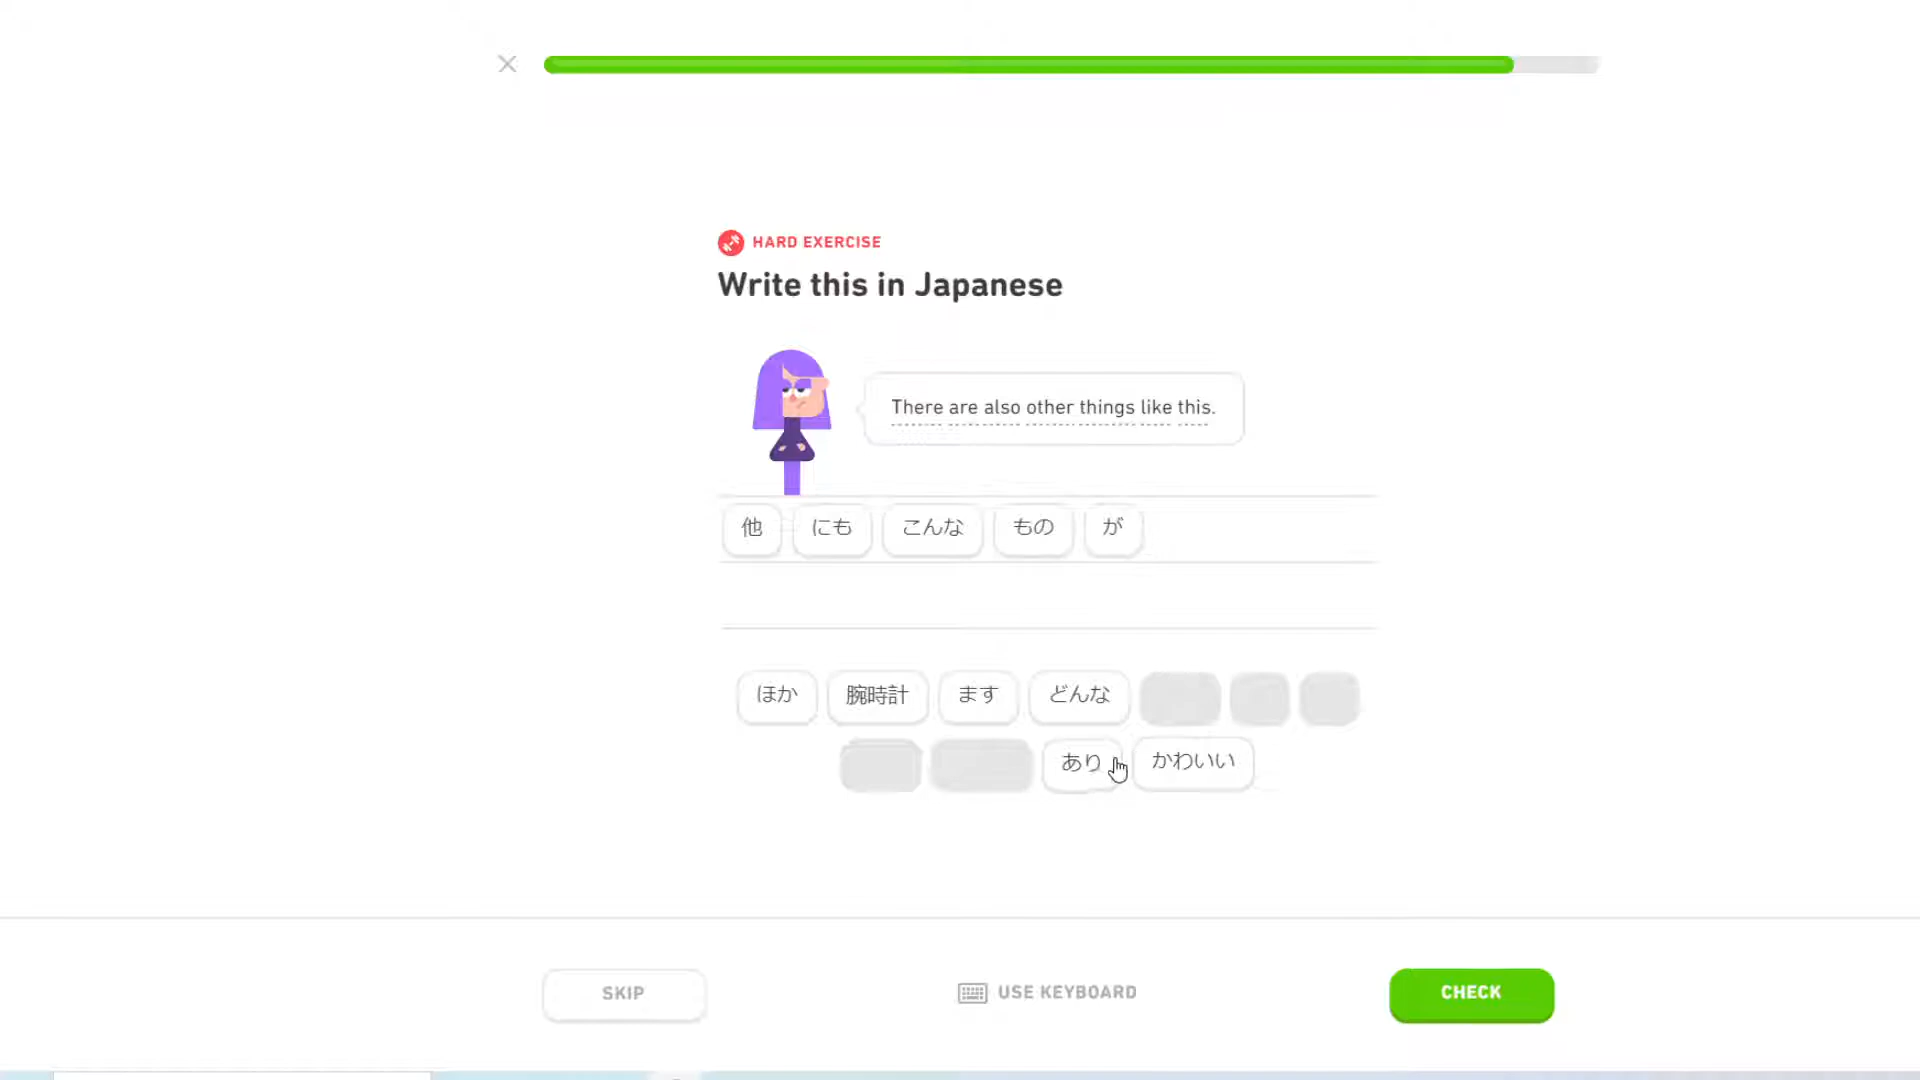 HARD EXERCISE
Write this in Japanese
There are also other things like this.
他 にも こんな もの が
ほか 腕時計 ます どんな
あり かわいい
SKIP USE KEYBOARD CHECK